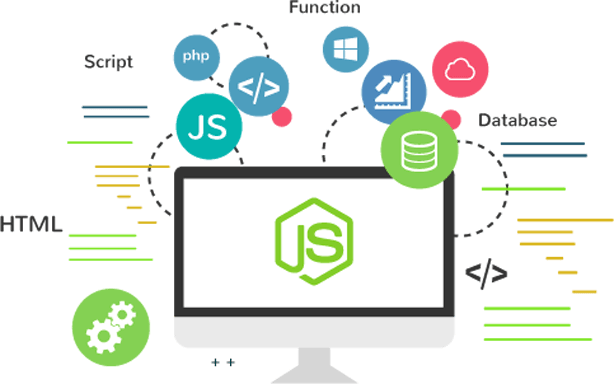 Function
php
Script
</>
JS
Database
HTML
JS
</>
++